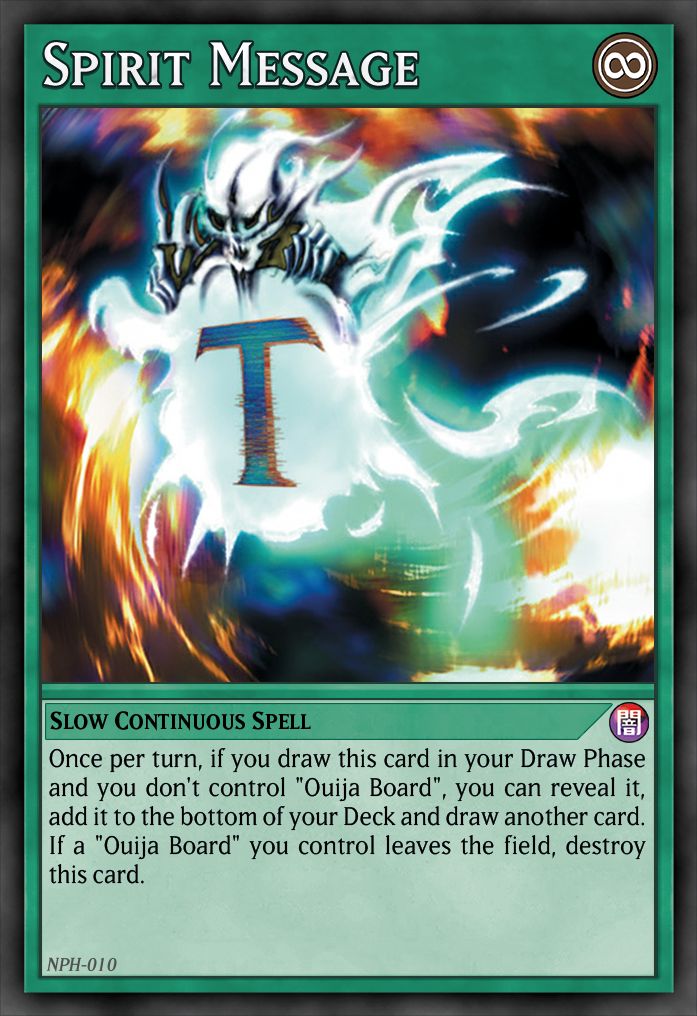 Spirit Message
T
Slow Continuous Spell
闇
Once per turn, if you draw this card in your Draw Phase
and you don't control "Ouija Board", you can reveal it,
add it to the bottom of your Deck and draw another card.
If a "Ouija Board" you control leaves the field, destroy
this card.
NPH-010